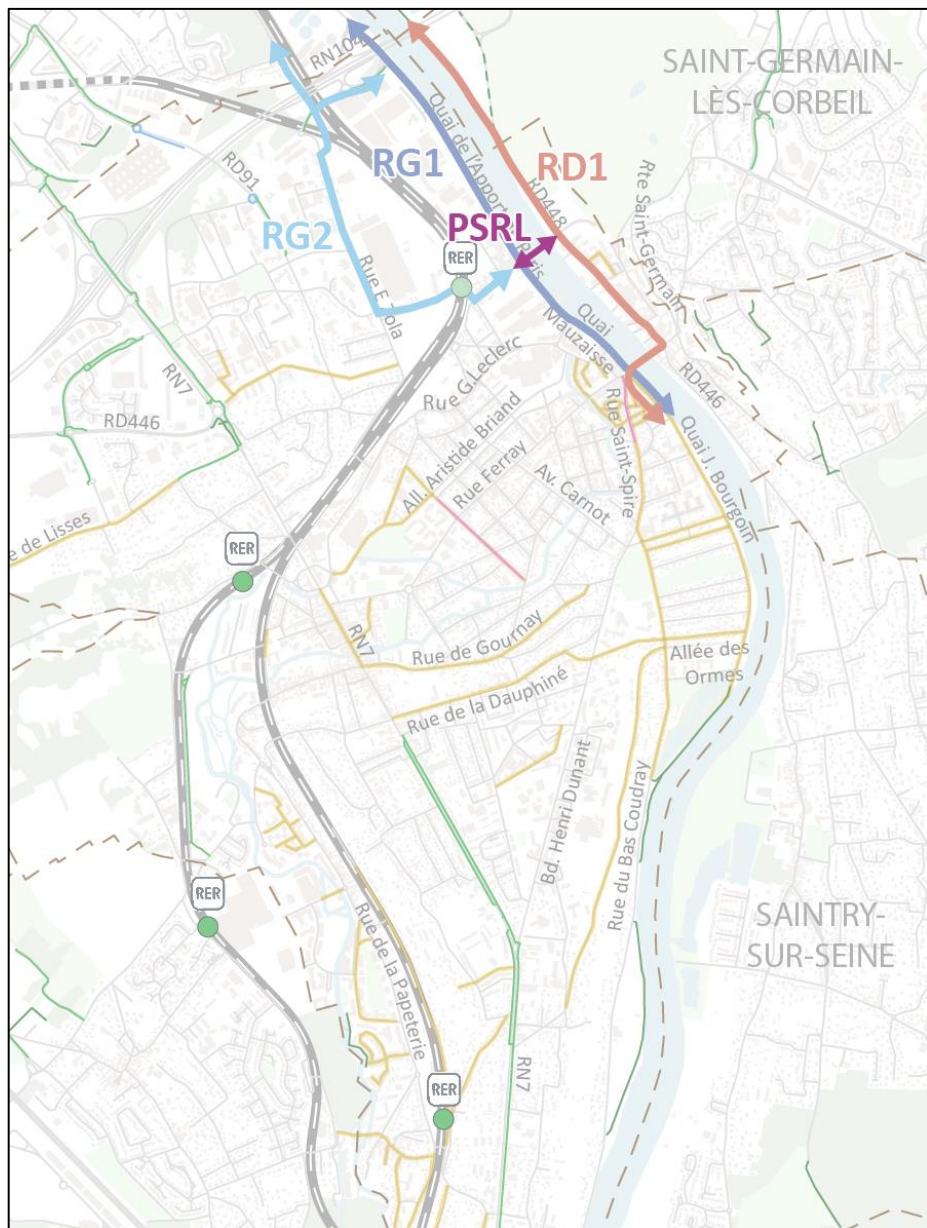 RN104
SAINT-GERMAIN-
LÈS-CORBEIL
Quai de l'Apport Paris
RG1
RD1
RD448
RD91
Rte Saint-Germain
PSRL
RG2
RER
Rue E. Zola
Quai
Mauzaisse
RN7
Rue G.Leclerc
RD446
RD446
All. Aristide Briand
Rue Saint-Spire
Rue Ferray
Av. Carnot
Quai J. Bourgoin
e de Lisses
RER
RN7
Rue de Gournay
Allée des
Ormes
Rue de la Dauphiné
Bd. Henri Dunant
Rue du Bas Coudray
RER
SAINTRY-
SUR-SEINE
Rue de la Papeterie
RN7
RER